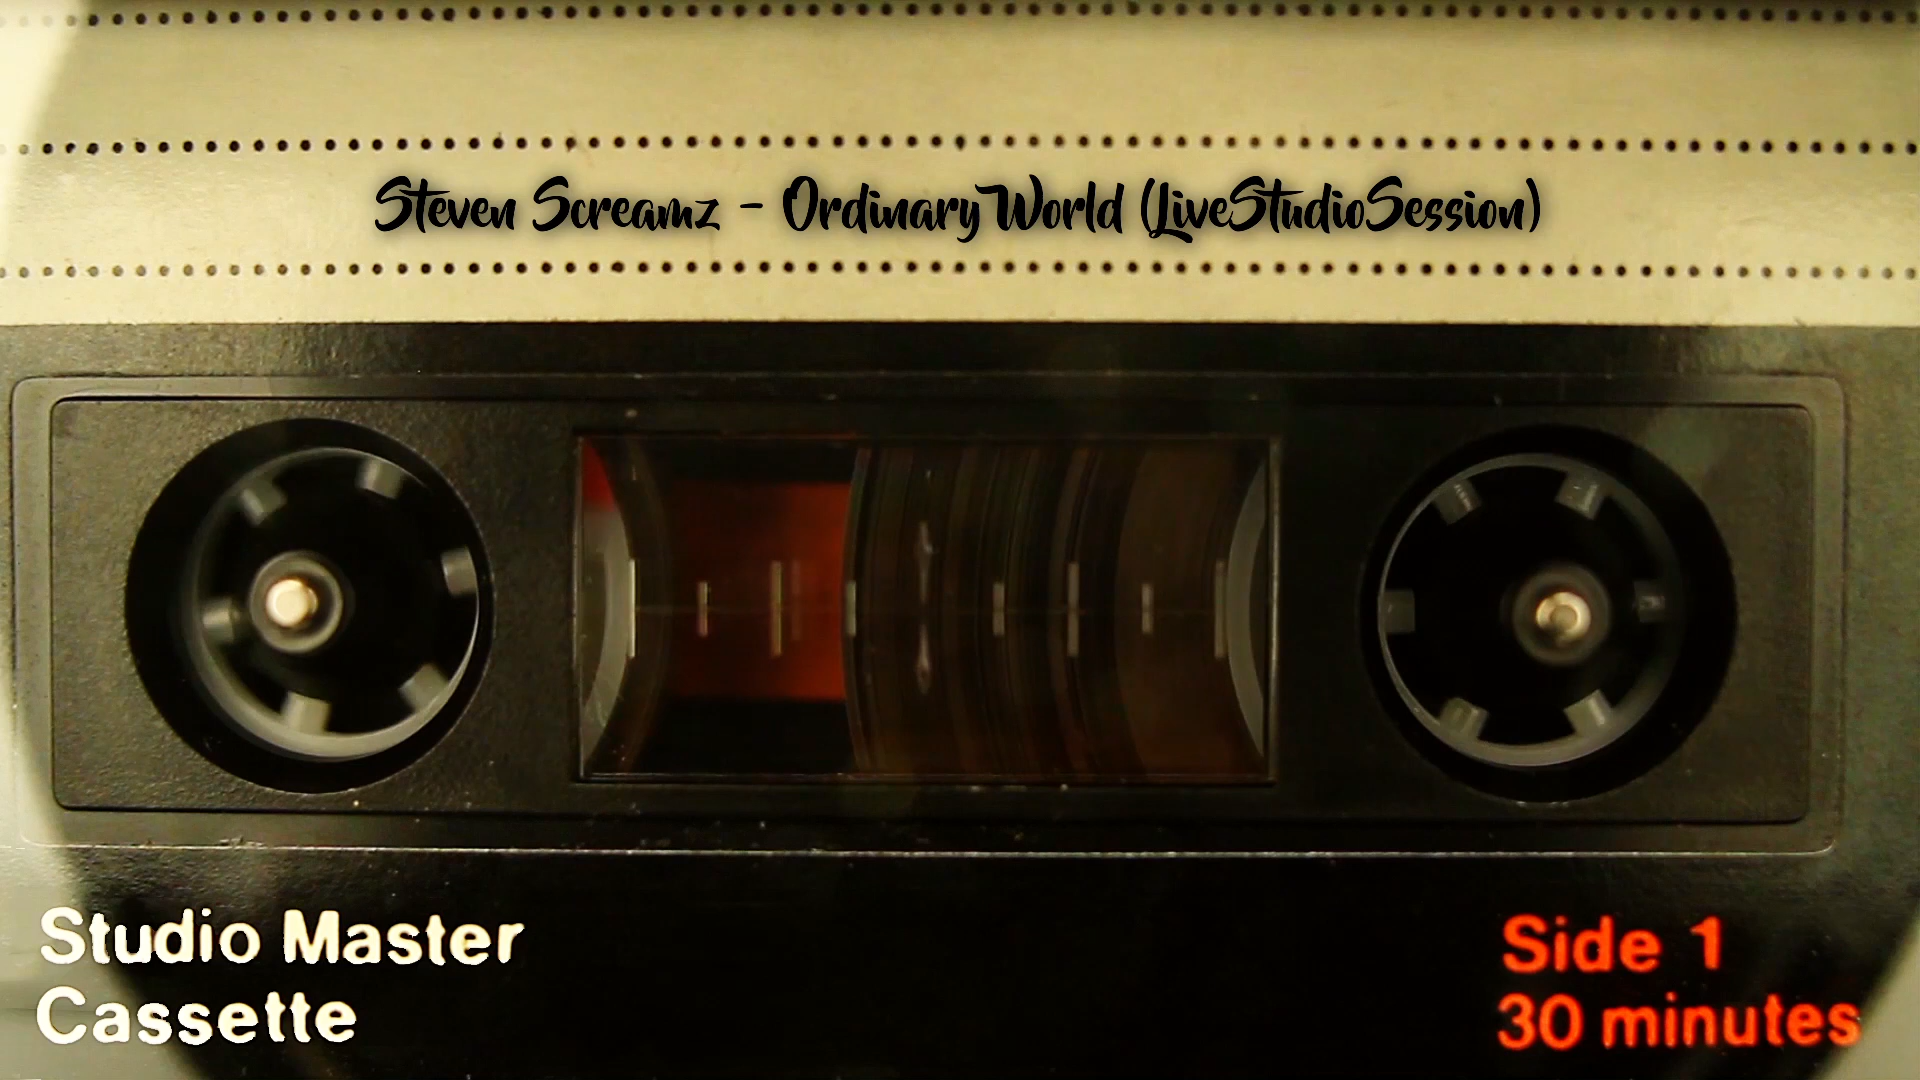 Steven Screamz - Ordinary World (LiveStudioSession)
Studio Master
Cassette
Side 1
30 minutes